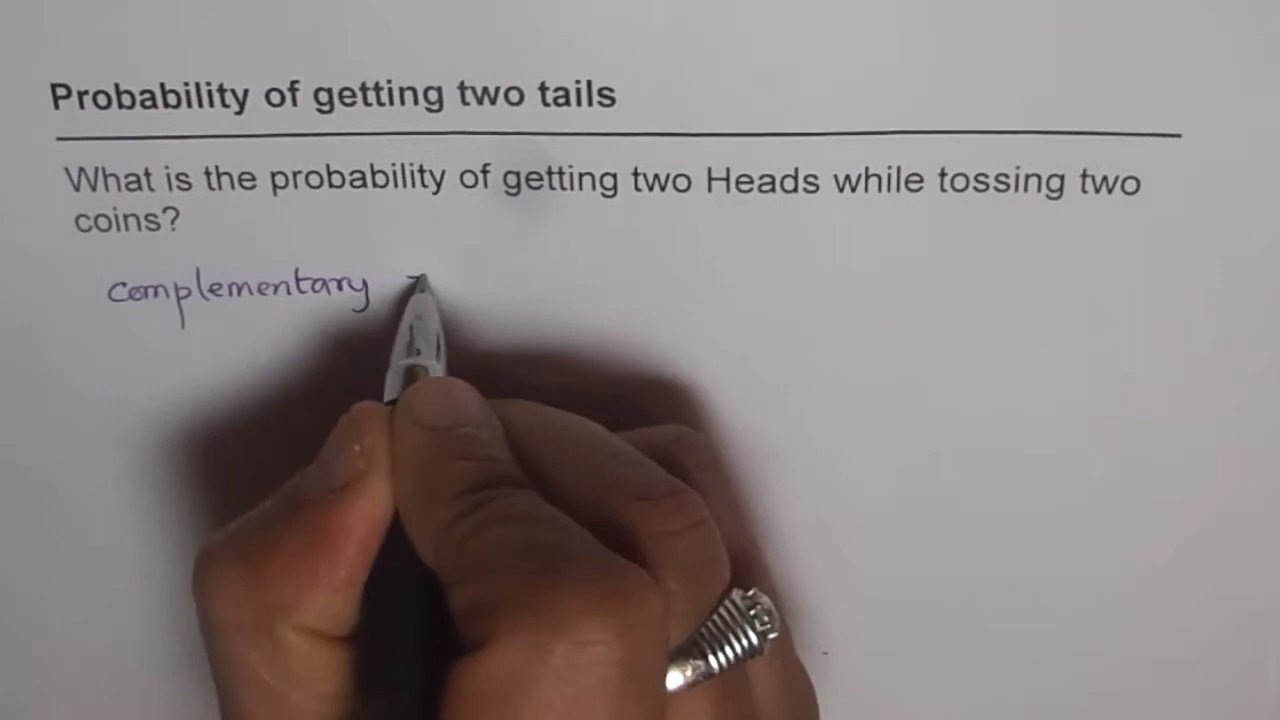 Probability of getting two tails
What is the probability of getting two Heads while tossing two
coins?
complementary